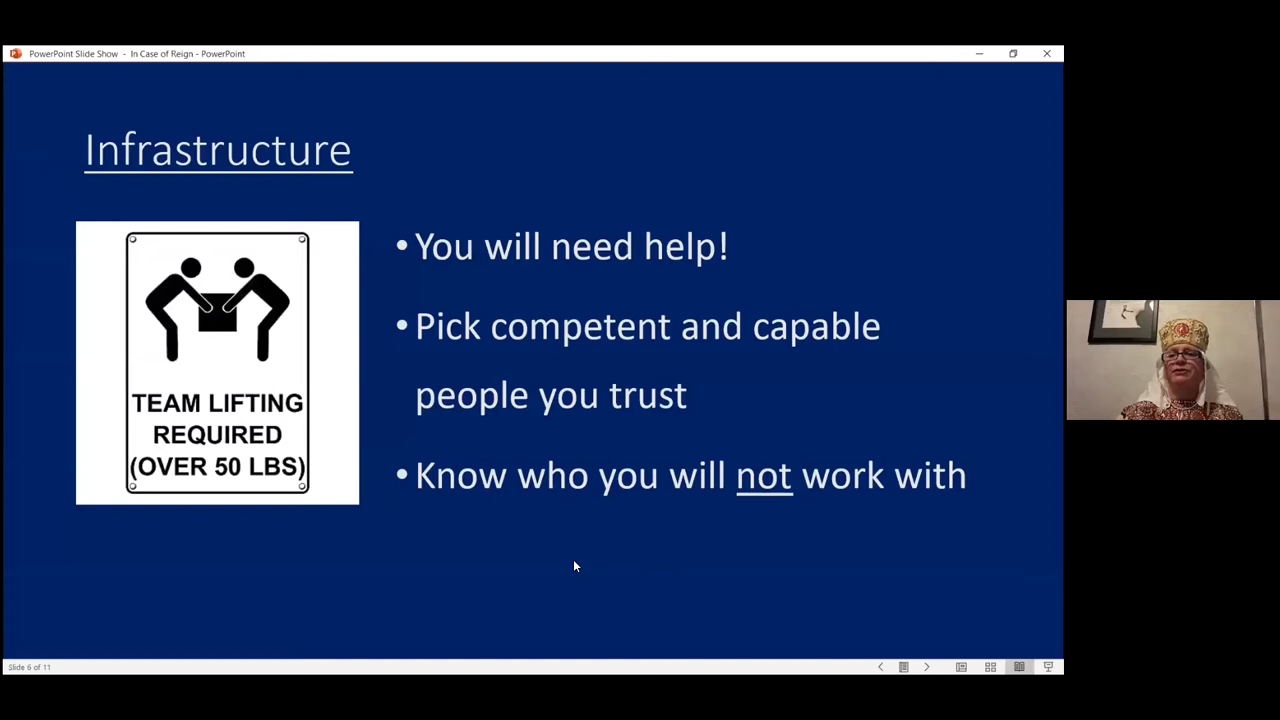 PowerPoint Slide Show - In Case of Reign - PowerPoint
Infrastructure
TEAM LIFTING
REQUIRED
(OVER 50 LBS)
• You will need help!
• Pick competent and capable
people you trust
• Know who you will not work with
Slide 6 of 11